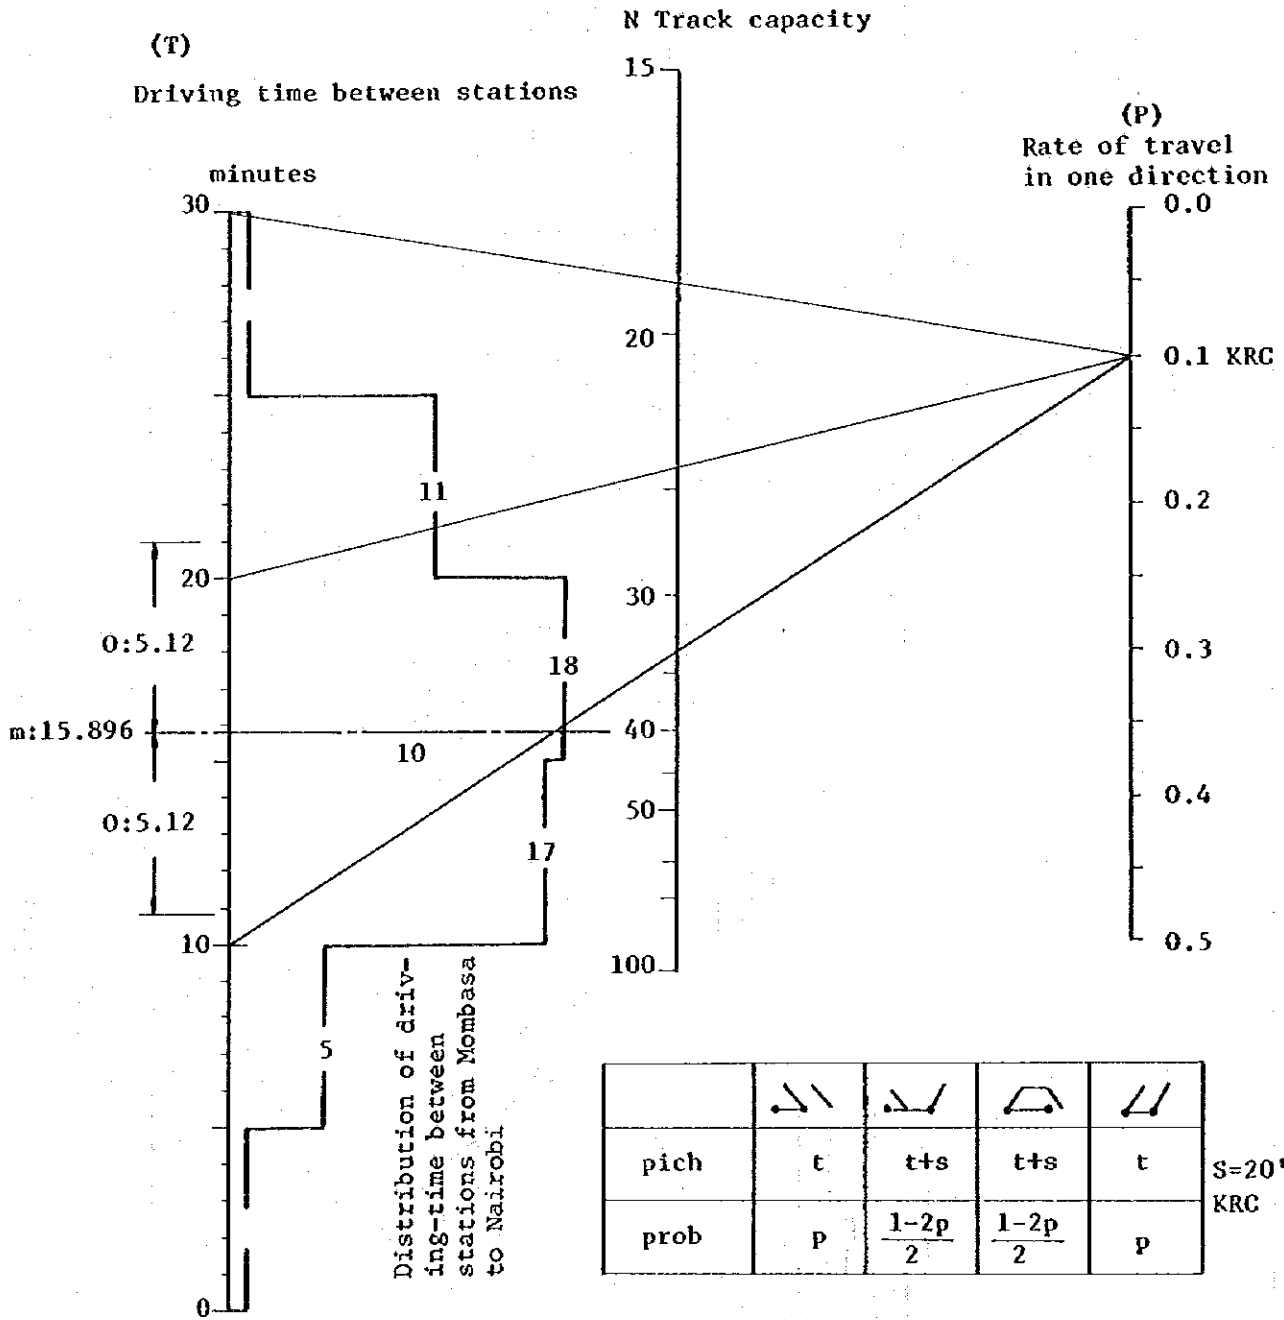 N Track capacity
(T)
Driving time between stations
minutes
30
20
10
0
15
20
30
40
50
100
(P)
Rate of travel
in one direction
0.0
0.1 KRC
0.2
0.3
0.4
0.5
11
18
10
17
5
O:5.12
m:15.896
O:5.12
Distribution of driv-
ing-time between
stations from Mombasa
to Nairobi
pich t t+s t+s t
prob p 1-2p/2 1-2p/2 p
S=20'
KRC